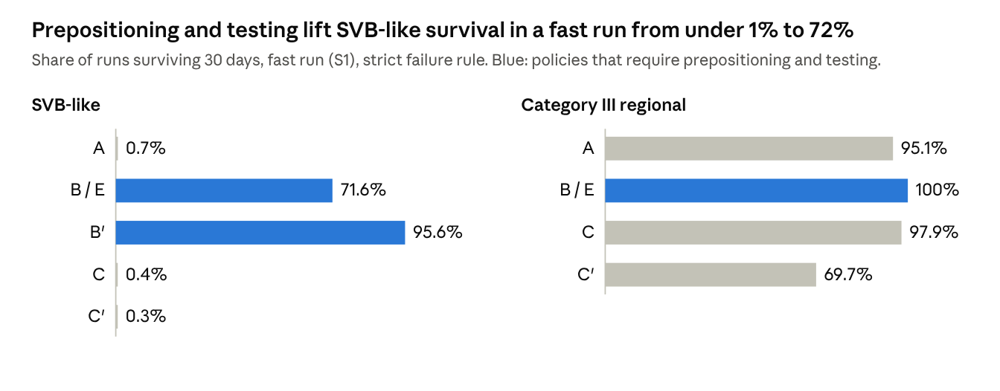 Prepositioning and testing lift SVB-like survival in a fast run from under 1% to 72%
Share of runs surviving 30 days, fast run (S1), strict failure rule. Blue: policies that require prepositioning and testing.
SVB-like
A 0.7%
B / E 71.6%
B′ 95.6%
C 0.4%
C′ 0.3%
Category III regional
A 95.1%
B / E 100%
C 97.9%
C′ 69.7%